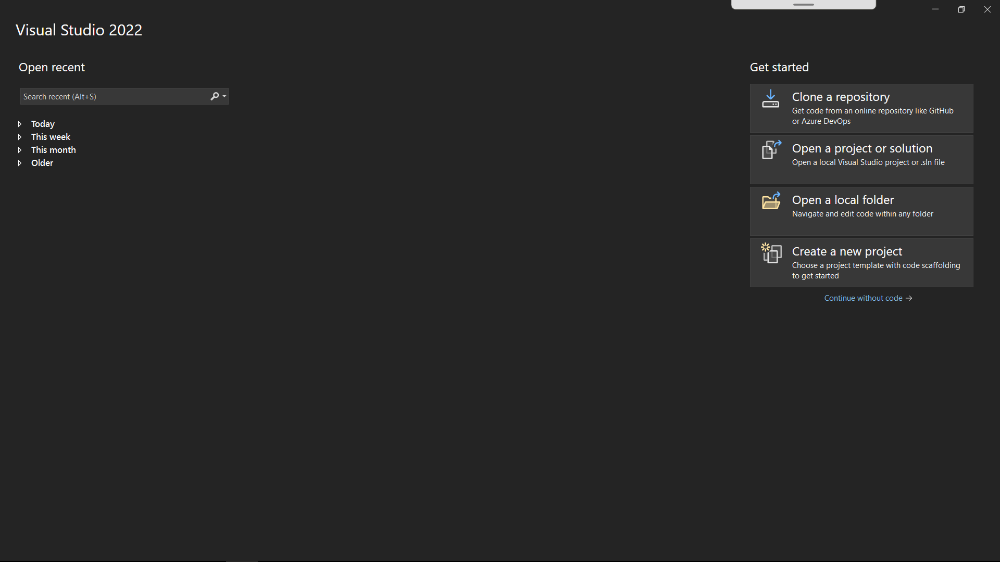 Visual Studio 2022
Open recent
Search recent (Alt+S)
Today
This week
This month
Older
Get started
Clone a repository
Get code from an online repository like GitHub
or Azure DevOps
Open a project or solution
Open a local Visual Studio project or .sln file
Open a local folder
Navigate and edit code within any folder
Create a new project
Choose a project template with code scaffolding
to get started
Continue without code →